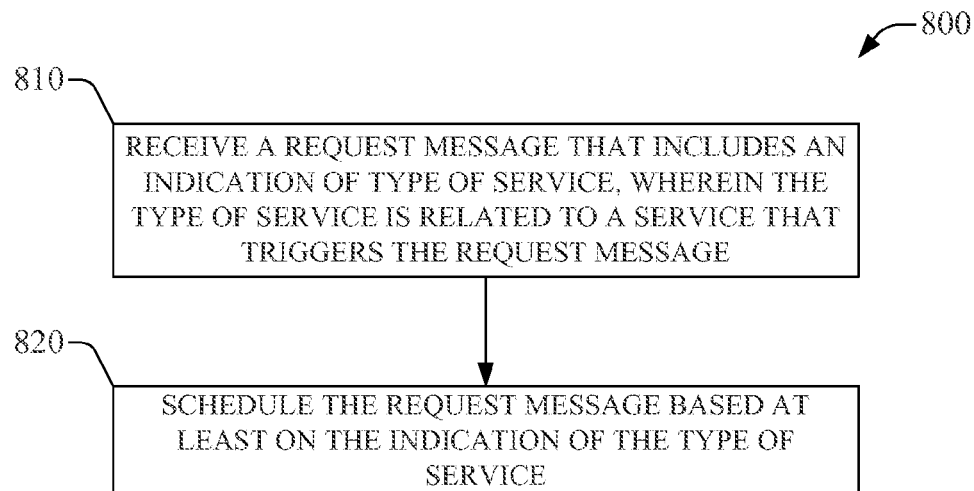 800
810
RECEIVE A REQUEST MESSAGE THAT INCLUDES AN
INDICATION OF TYPE OF SERVICE, WHEREIN THE
TYPE OF SERVICE IS RELATED TO A SERVICE THAT
TRIGGERS THE REQUEST MESSAGE
820
SCHEDULE THE REQUEST MESSAGE BASED AT
LEAST ON THE INDICATION OF THE TYPE OF
SERVICE